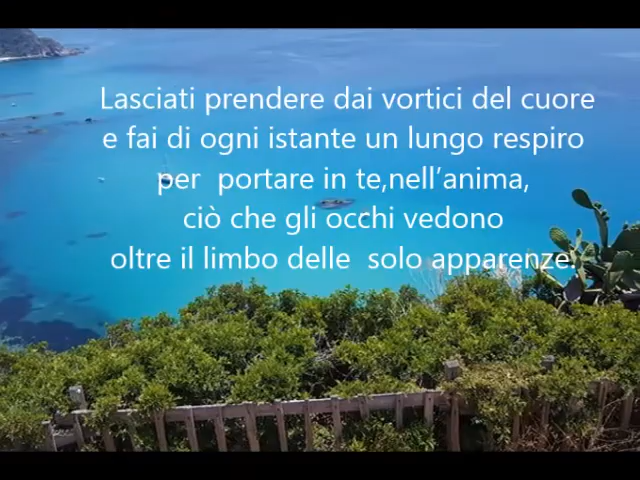 Lasciati prendere dai vortici del cuore
e fai di ogni istante un lungo respiro
per  portare in te,nell'anima,
ciò che gli occhi vedono
oltre il limbo delle  solo apparenze.